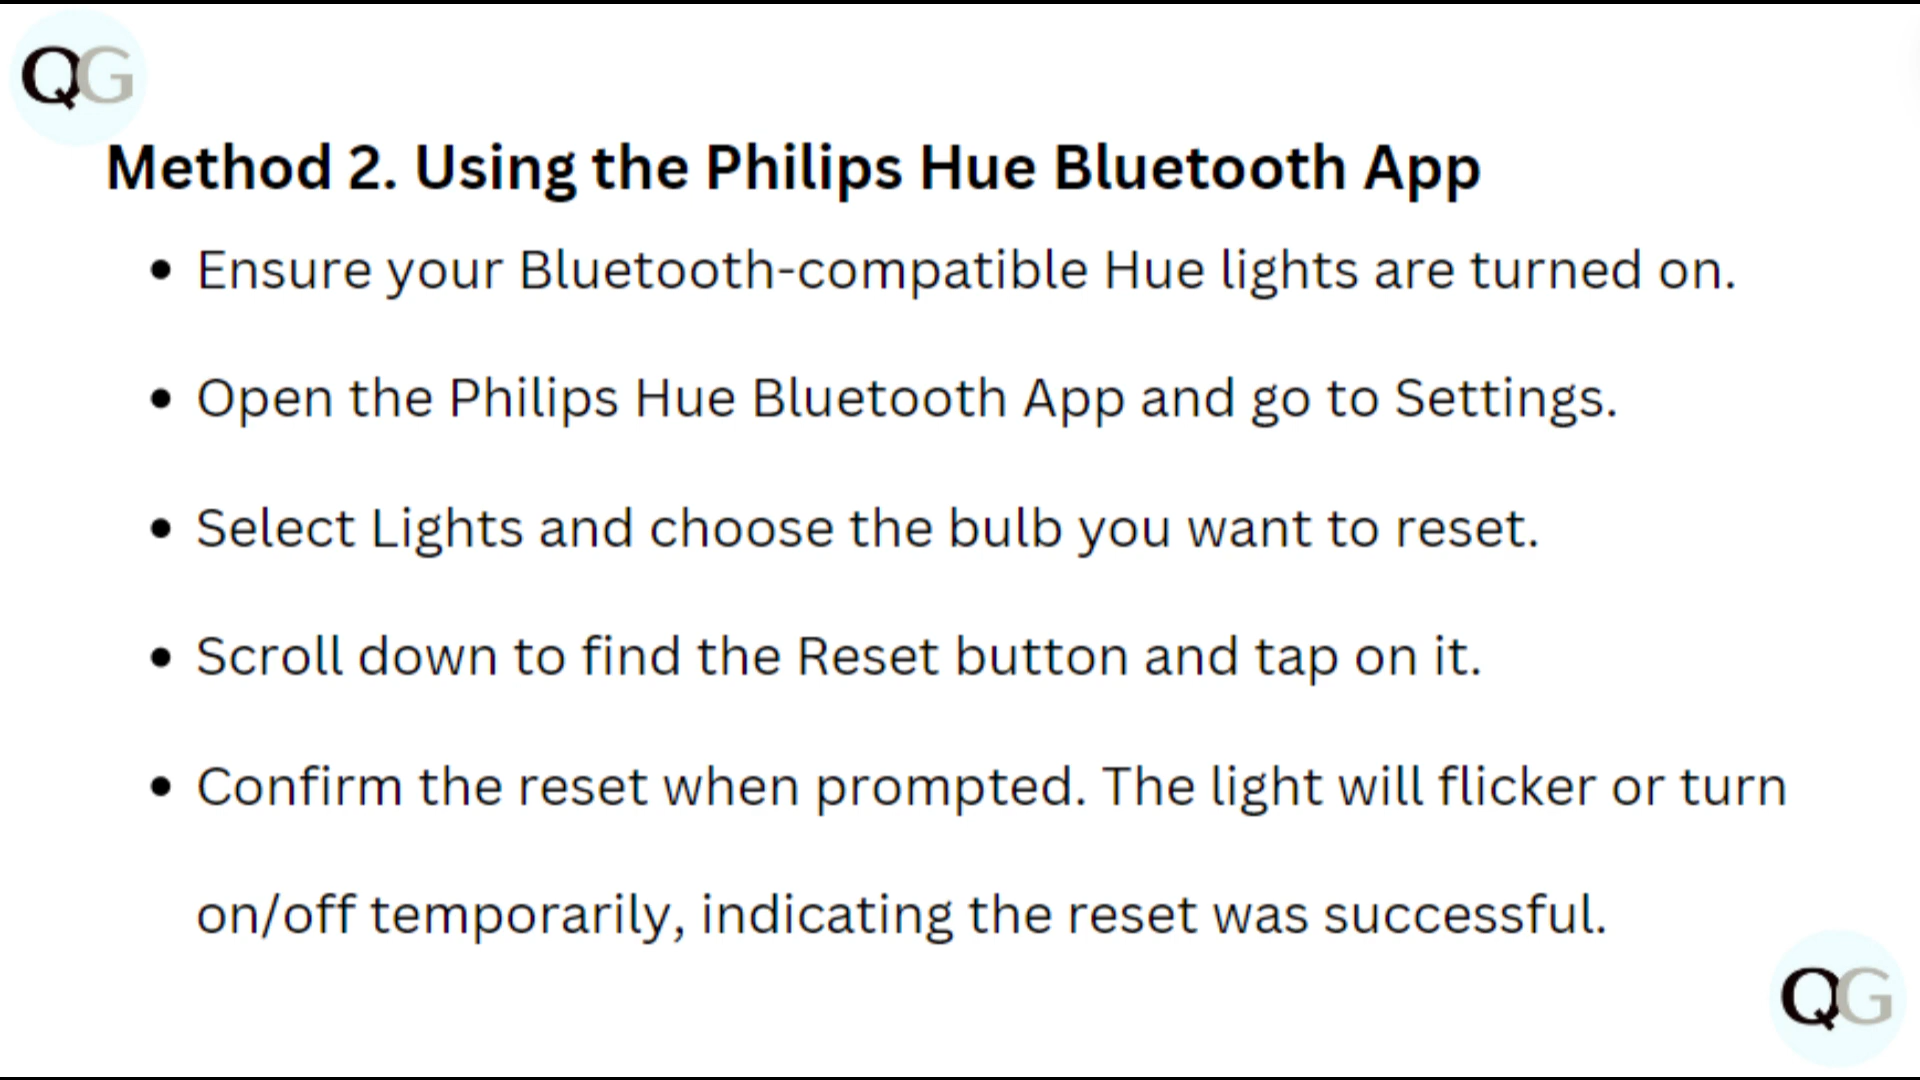 QG
Method 2. Using the Philips Hue Bluetooth App
• Ensure your Bluetooth-compatible Hue lights are turned on.
• Open the Philips Hue Bluetooth App and go to Settings.
• Select Lights and choose the bulb you want to reset.
• Scroll down to find the Reset button and tap on it.
• Confirm the reset when prompted. The light will flicker or turn
on/off temporarily, indicating the reset was successful.
QG